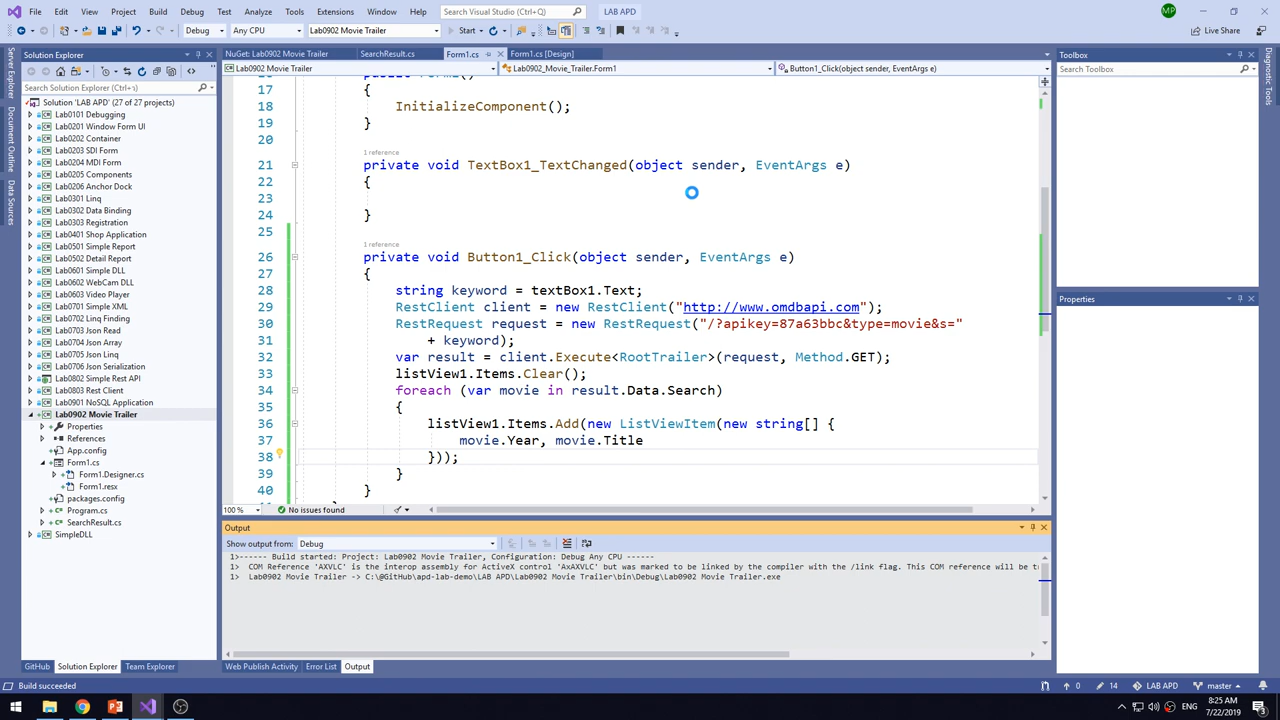 File Edit View Project Build Debug Test Analyze Tools Extensions Window Help Search Visual Studio (Ctrl+Q) LAB APD MP
Debug Any CPU Lab0902 Movie Trailer Start Live Share
Solution Explorer
NuGet: Lab0902 Movie Trailer SearchResult.cs Form1.cs Form1.cs [Design]
Toolbox
Lab0902 Movie Trailer Lab0902_Movie_Trailer.Form1 Button1_Click(object sender, EventArgs e)
Search Toolbox
Search Solution Explorer (Ctrl+;)
Server Explorer
Document Outline
Data Sources
Diagnostic Tools
Solution 'LAB APD' (27 of 27 projects)
Lab0101 Debugging
Lab0201 Window Form UI
Lab0202 Container
Lab0203 SDI Form
Lab0204 MDI Form
Lab0205 Components
Lab0206 Anchor Dock
Lab0301 Linq
Lab0302 Data Binding
Lab0303 Registration
Lab0401 Shop Application
Lab0501 Simple Report
Lab0502 Detail Report
Lab0601 Simple DLL
Lab0602 WebCam DLL
Lab0603 Video Player
Lab0701 Simple XML
Lab0702 Linq Finding
Lab0703 Json Read
Lab0704 Json Array
Lab0705 Json Linq
Lab0706 Json Serialization
Lab0802 Simple Rest API
Lab0803 Rest Client
Lab0901 NoSQL Application
Lab0902 Movie Trailer
Properties
References
App.config
Form1.cs
Form1.Designer.cs
Form1.resx
packages.config
Program.cs
SearchResult.cs
SimpleDLL
17 {
18 InitializeComponent();
19 }
20
1 reference
21 private void TextBox1_TextChanged(object sender, EventArgs e)
22 {
23
24 }
25
1 reference
26 private void Button1_Click(object sender, EventArgs e)
27 {
28 string keyword = textBox1.Text;
29 RestClient client = new RestClient("http://www.omdbapi.com");
30 RestRequest request = new RestRequest("/?apikey=87a63bbc&type=movie&s="
31 + keyword);
32 var result = client.Execute<RootTrailer>(request, Method.GET);
33 listView1.Items.Clear();
34 foreach (var movie in result.Data.Search)
35 {
36 listView1.Items.Add(new ListViewItem(new string[] {
37 movie.Year, movie.Title
38 }));
39 }
40 }
Properties
100 % No issues found
Output
Show output from: Debug
1>------ Build started: Project: Lab0902 Movie Trailer, Configuration: Debug Any CPU ------
1> COM Reference 'AXVLC' is the interop assembly for ActiveX control 'AxAXVLC' but was marked to be linked by the compiler with the /link flag. This COM reference will be
1> Lab0902 Movie Trailer -> C:\@GitHub\apd-lab-demo\LAB APD\Lab0902 Movie Trailer\bin\Debug\Lab0902 Movie Trailer.exe
GitHub Solution Explorer Team Explorer
Web Publish Activity Error List Output
Build succeeded 0 14 LAB APD master
ENG 8:25 AM
7/22/2019
3